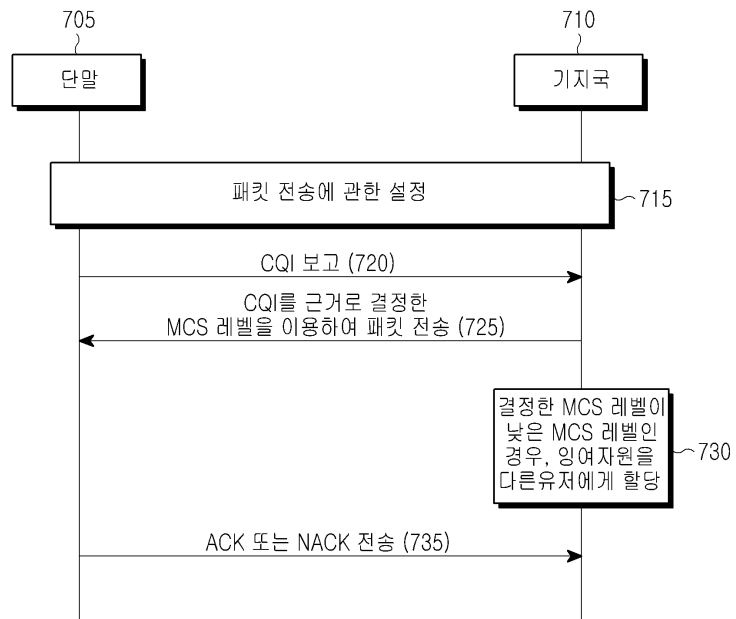 705
710
단말
기지국
패킷 전송에 관한 설정
715
CQI 보고 (720)
CQI를 근거로 결정한
MCS 레벨을 이용하여 패킷 전송 (725)
결정한 MCS 레벨이
낮은 MCS 레벨인
경우, 잉여자원을
다른유저에게 할당
730
ACK 또는 NACK 전송 (735)